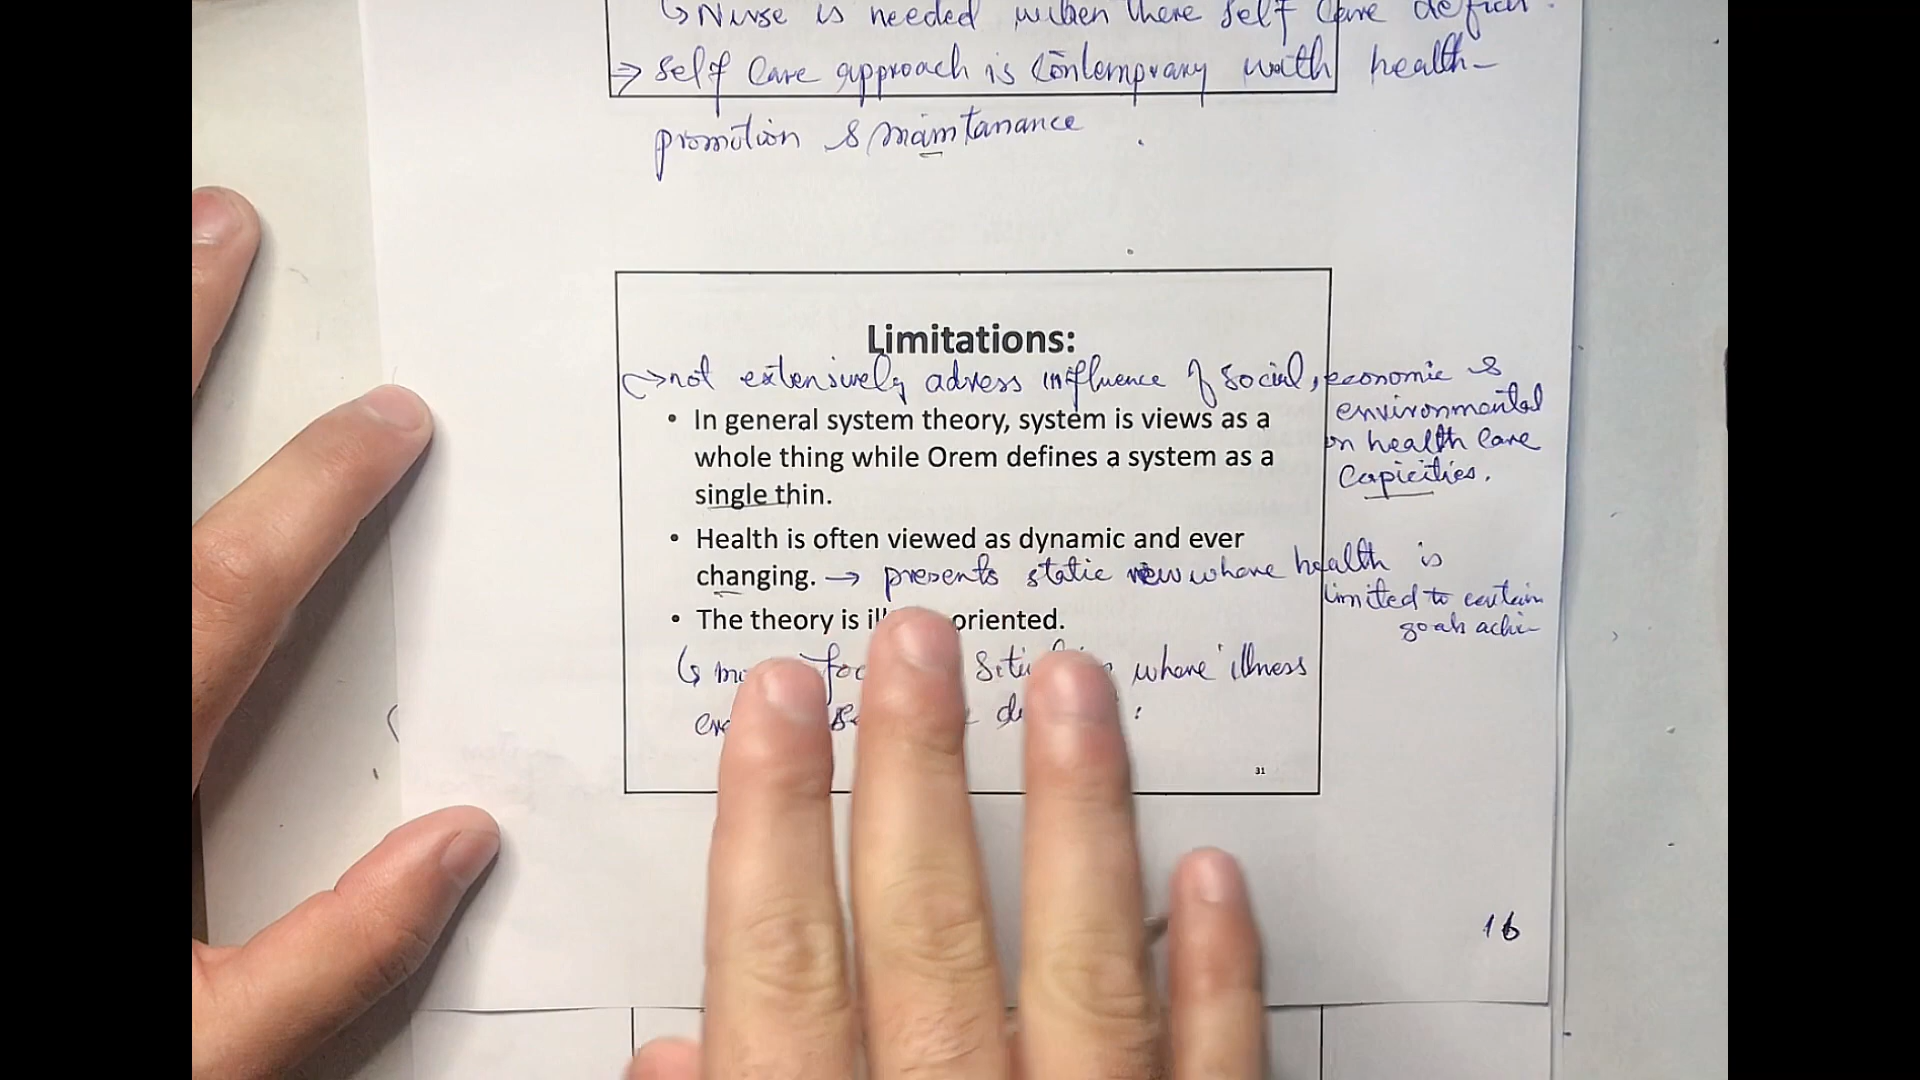 ↳ Nurse is needed when there self Care deficit.
⇒ Self Care approach is Contemprary with health-
promotion & maintanance
Limitations:
↪ not extensively adress influence of social, economic &
environmental
on health Care
Capicities.
• In general system theory, system is views as a
whole thing while Orem defines a system as a
single thin.
• Health is often viewed as dynamic and ever
changing. → presents static view where health is
limited to certain
goals achi-
• The theory is oriented.
↳ where illness
31
16